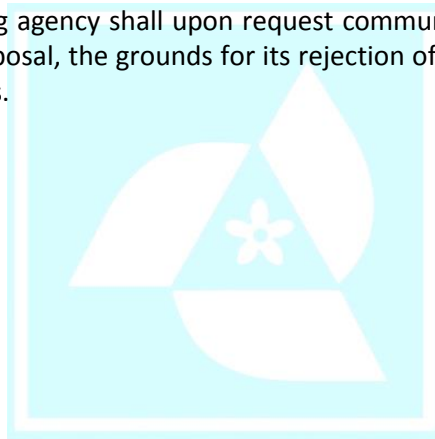 g agency shall upon request commu
posal, the grounds for its rejection of
s.